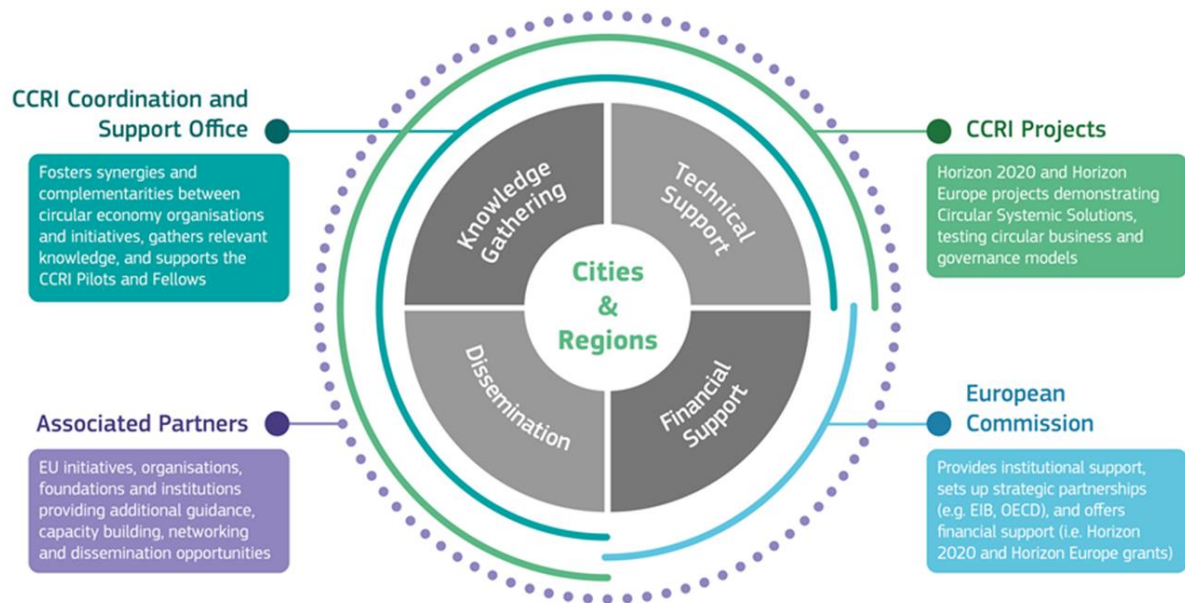 CCRI Coordination and
Support Office
Fosters synergies and
complementarities between
circular economy organisations
and initiatives, gathers relevant
knowledge, and supports the
CCRI Pilots and Fellows
Knowledge
Gathering
Technical
Support
Cities
&
Regions
Dissemination
Financial
Support
CCRI Projects
Horizon 2020 and Horizon
Europe projects demonstrating
Circular Systemic Solutions,
testing circular business and
governance models
Associated Partners
EU initiatives, organisations,
foundations and institutions
providing additional guidance,
capacity building, networking
and dissemination opportunities
European
Commission
Provides institutional support,
sets up strategic partnerships
(e.g. EIB, OECD), and offers
financial support (i.e. Horizon
2020 and Horizon Europe grants)